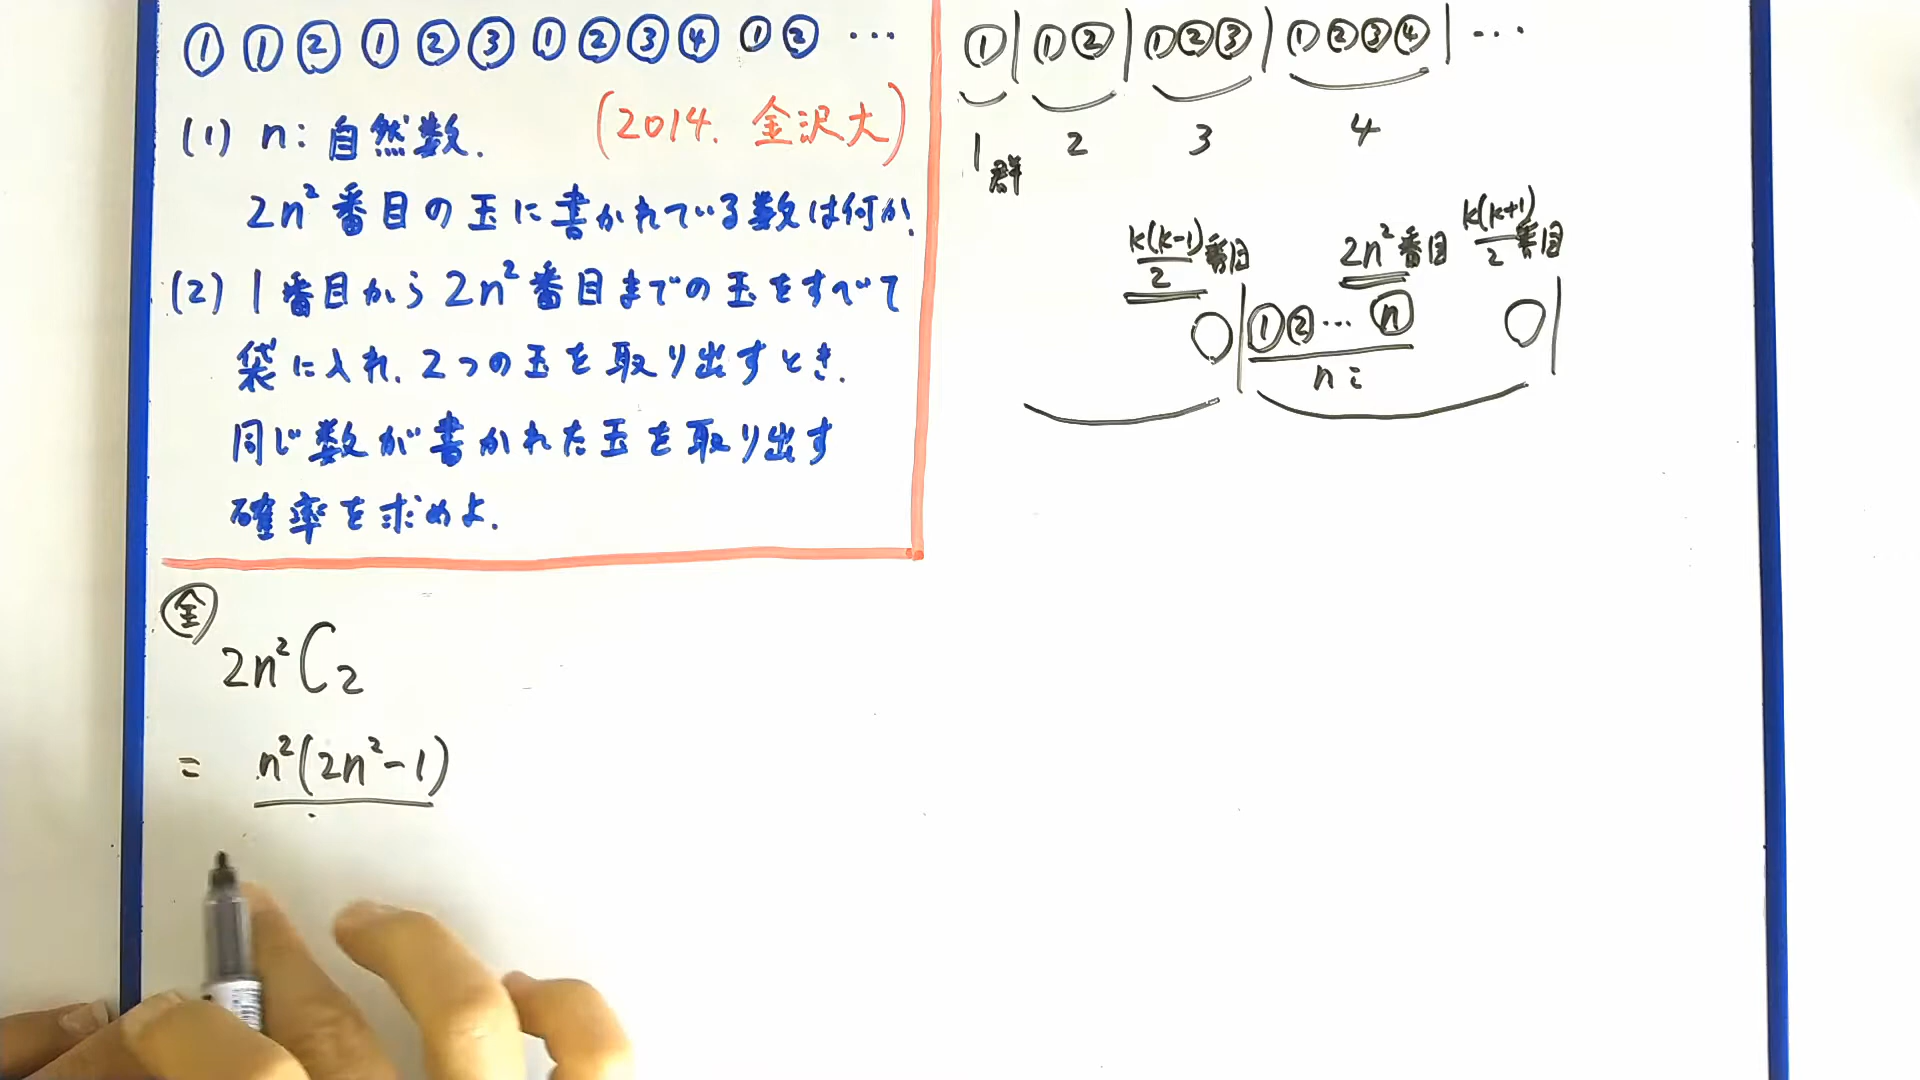 ① ① ② ① ② ③ ① ② ③ ④ ① ② …
(1) n: 自然数. (2014. 金沢大)
2n² 番目の玉に書かれている数は何か.
(2) 1番目から 2n² 番目までの玉をすべて
袋に入れ、2つの玉を取り出すとき.
同じ数が書かれた玉を取り出す
確率を求めよ.
①|① ②|① ② ③|① ② ③ ④| …
1群 2 3 4
k(k-1)/2 番目 2n² 番目 k(k+1)/2 番目
○|① ② … ⓝ ○|
n こ
全
2n² C 2
= n²(2n²-1)